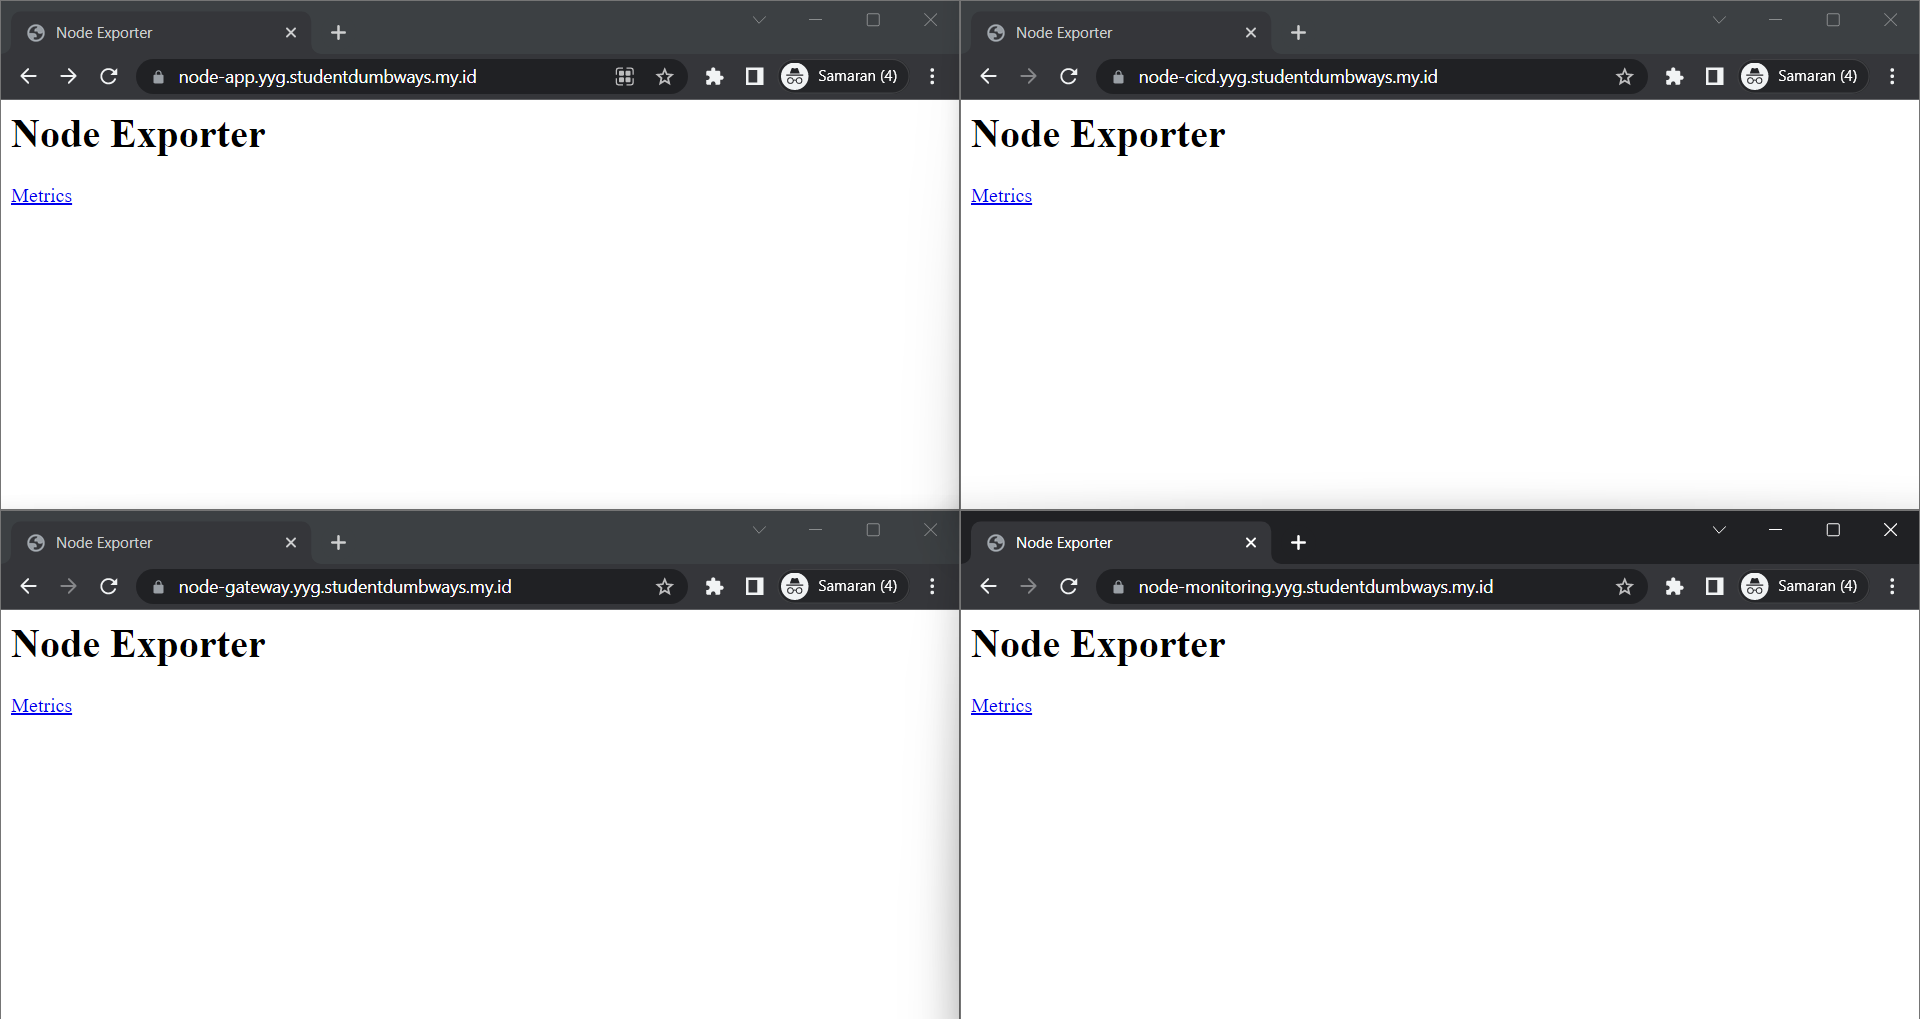 Node Exporter
node-app.yyg.studentdumbways.my.id
Samaran (4)
Node Exporter
Metrics
Node Exporter
node-cicd.yyg.studentdumbways.my.id
Samaran (4)
Node Exporter
Metrics
Node Exporter
node-gateway.yyg.studentdumbways.my.id
Samaran (4)
Node Exporter
Metrics
Node Exporter
node-monitoring.yyg.studentdumbways.my.id
Samaran (4)
Node Exporter
Metrics